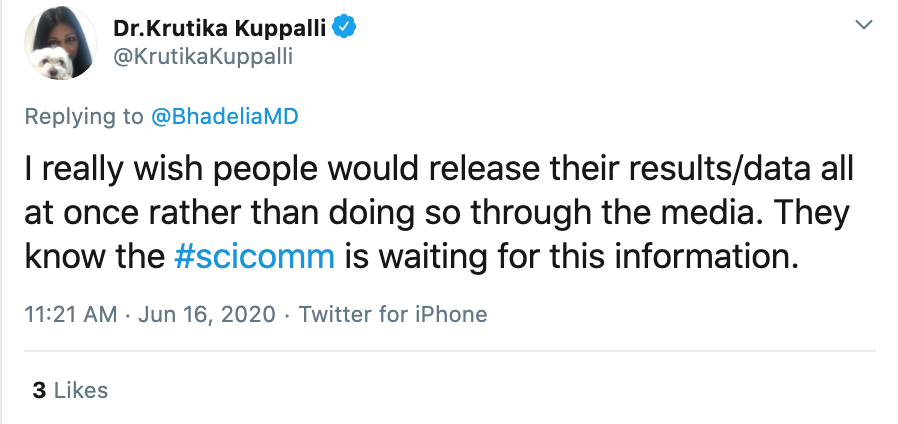 Dr.Krutika Kuppalli
@KrutikaKuppalli
Replying to @BhadeliaMD
I really wish people would release their results/data all
at once rather than doing so through the media. They
know the #scicomm is waiting for this information.
11:21 AM · Jun 16, 2020 · Twitter for iPhone
3 Likes